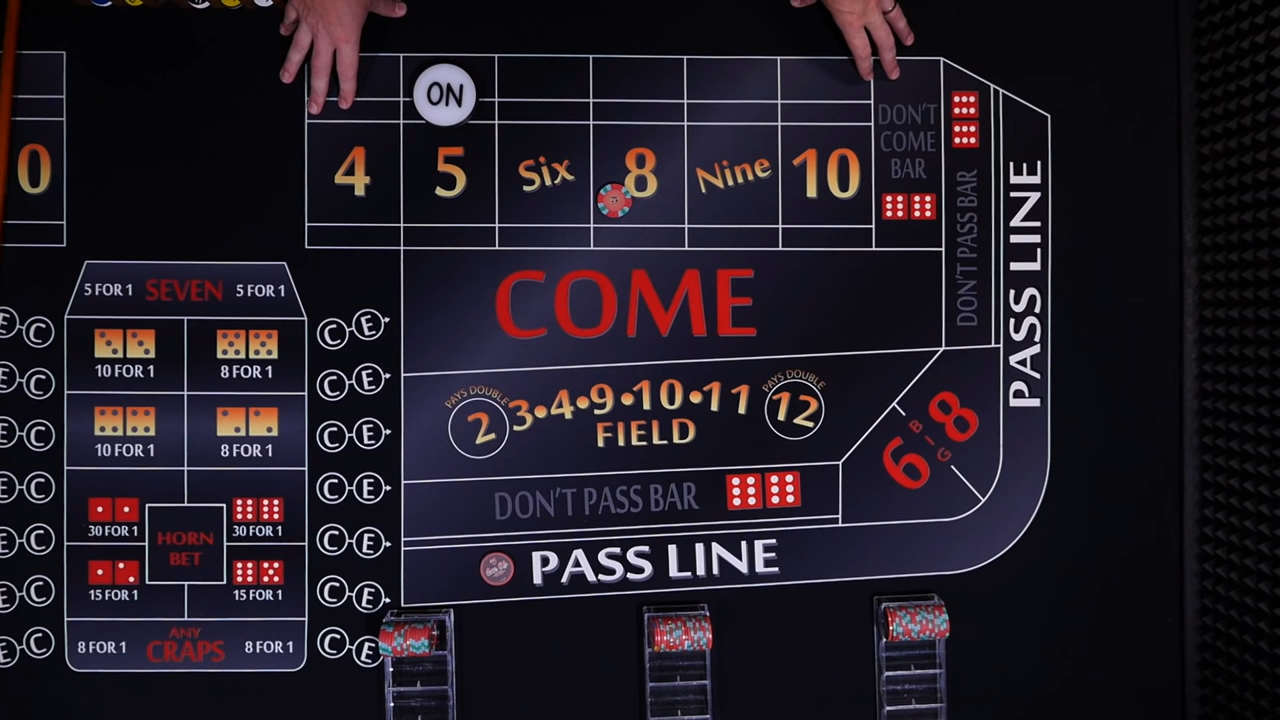 ON
0
4 5 Six 8 Nine 10
DON'T
COME
BAR
DON'T PASS BAR
PASS LINE
COME
5 FOR 1 SEVEN 5 FOR 1
10 FOR 1 8 FOR 1
10 FOR 1 8 FOR 1
30 FOR 1 30 FOR 1
HORN
BET
15 FOR 1 15 FOR 1
ANY
8 FOR 1 CRAPS 8 FOR 1
E C
E C
E C
E C
E C
E C
E C
C E
C E
C E
C E
C E
C E
C E
PAYS DOUBLE PAYS DOUBLE
2 3•4•9•10•11 12
FIELD
6 BIG 8
DON'T PASS BAR
PASS LINE